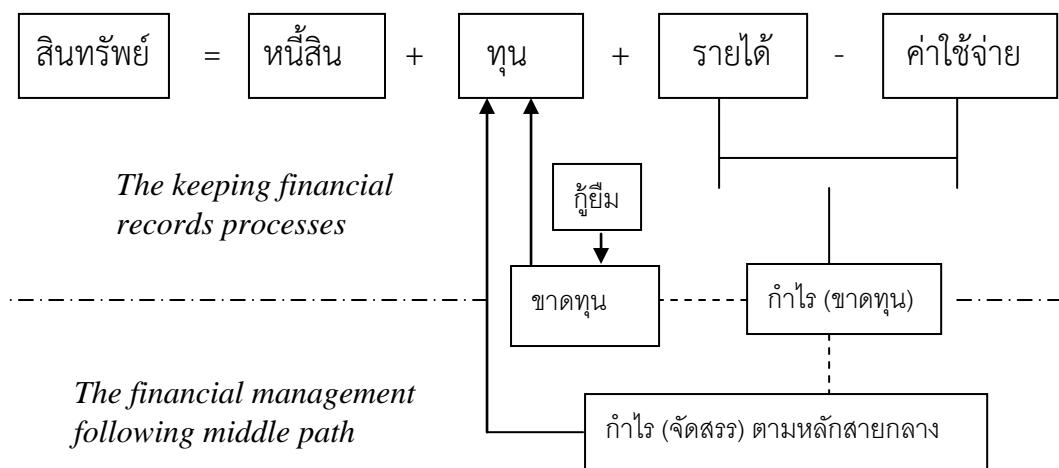 สินทรัพย์ = หนี้สิน + ทุน + รายได้ - ค่าใช้จ่าย
The keeping financial
records processes
กู้ยืม
ขาดทุน
กำไร (ขาดทุน)
The financial management
following middle path
กำไร (จัดสรร) ตามหลักสายกลาง